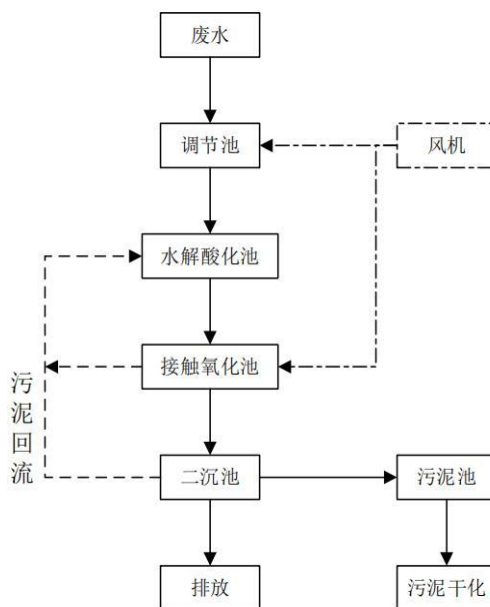 废水
调节池
风机
水解酸化池
接触氧化池
污泥回流
二沉池
污泥池
排放
污泥干化